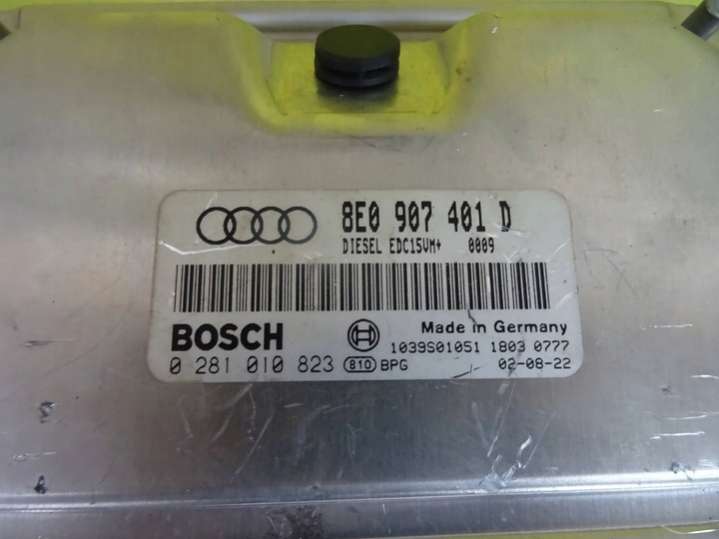 8E0 907 401 D
DIESEL EDC15VM+ 0009
BOSCH Made in Germany
1039S01051 1803 0777
0 281 010 823 810 BPG 02-08-22